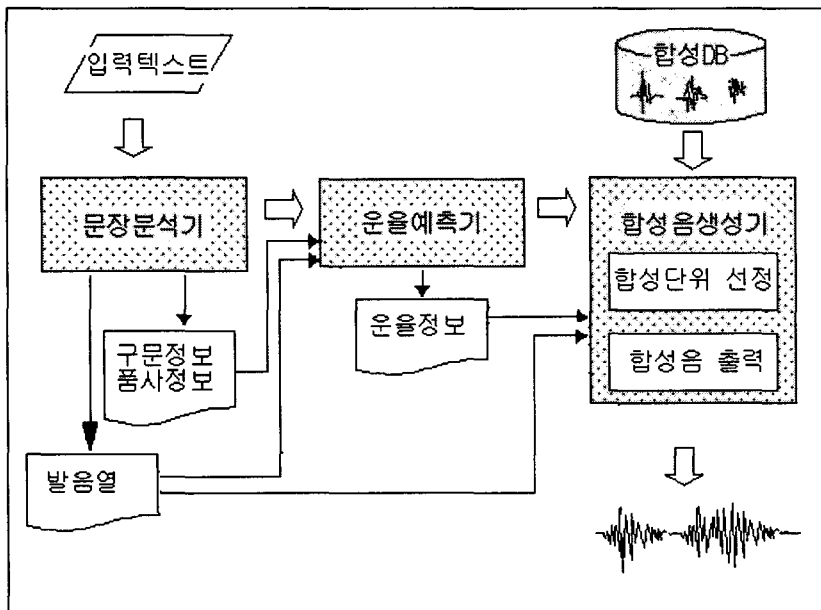 입력텍스트
합성DB
문장분석기
운율예측기
합성음생성기
합성단위 선정
합성음 출력
구문정보
품사정보
운율정보
발음열